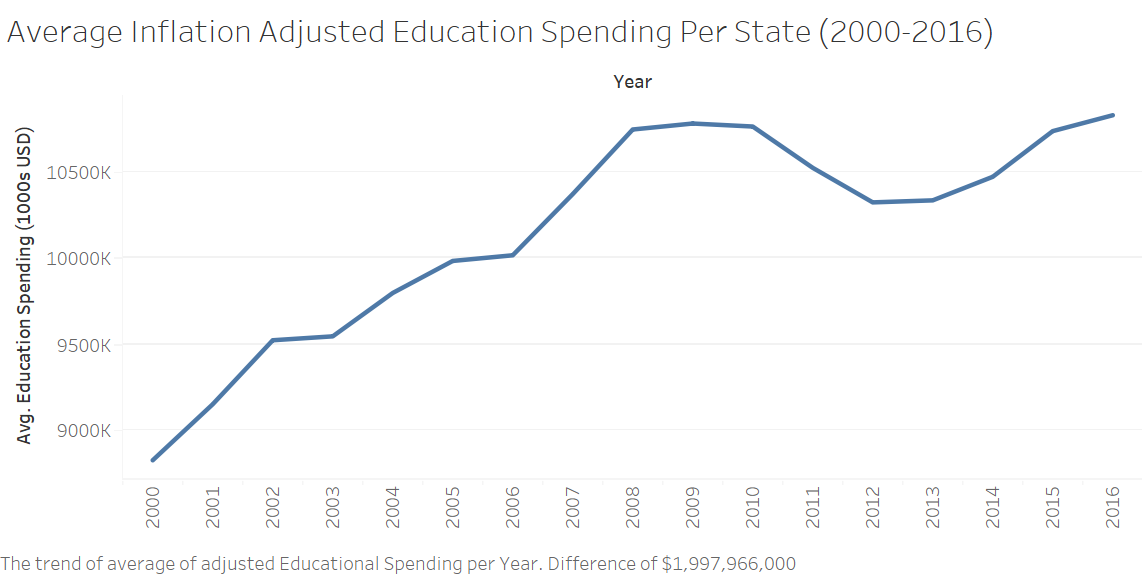 Average Inflation Adjusted Education Spending Per State (2000-2016)
Year
Avg. Education Spending (1000s USD)
10500K
10000K
9500K
9000K
2000
2001
2002
2003
2004
2005
2006
2007
2008
2009
2010
2011
2012
2013
2014
2015
2016
The trend of average of adjusted Educational Spending per Year. Difference of $1,997,966,000